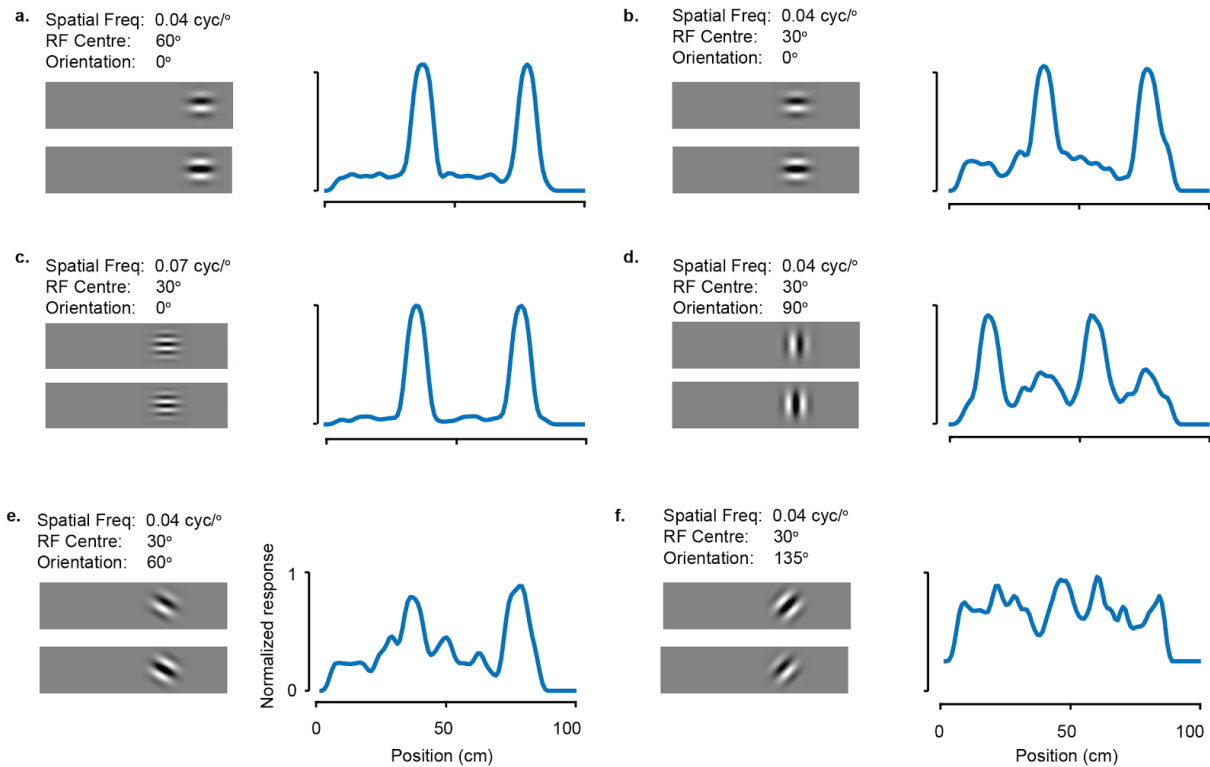 a.
Spatial Freq: 0.04 cyc/°
RF Centre: 60°
Orientation: 0°
b.
Spatial Freq: 0.04 cyc/°
RF Centre: 30°
Orientation: 0°
c.
Spatial Freq: 0.07 cyc/°
RF Centre: 30°
Orientation: 0°
d.
Spatial Freq: 0.04 cyc/°
RF Centre: 30°
Orientation: 90°
e.
Spatial Freq: 0.04 cyc/°
RF Centre: 30°
Orientation: 60°
Normalized response
1
0
0 50 100
Position (cm)
f.
Spatial Freq: 0.04 cyc/°
RF Centre: 30°
Orientation: 135°
0 50 100
Position (cm)